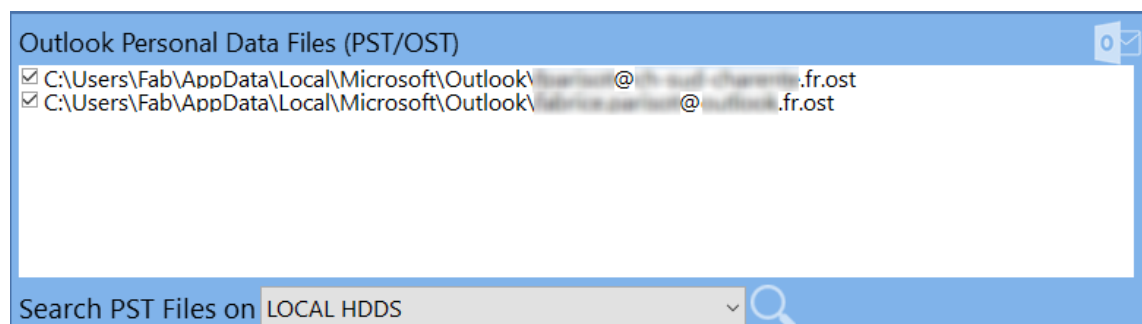 Outlook Personal Data Files (PST/OST)
C:\Users\Fab\AppData\Local\Microsoft\Outlook\ @ .fr.ost
C:\Users\Fab\AppData\Local\Microsoft\Outlook\ @ .fr.ost
Search PST Files on LOCAL HDDS